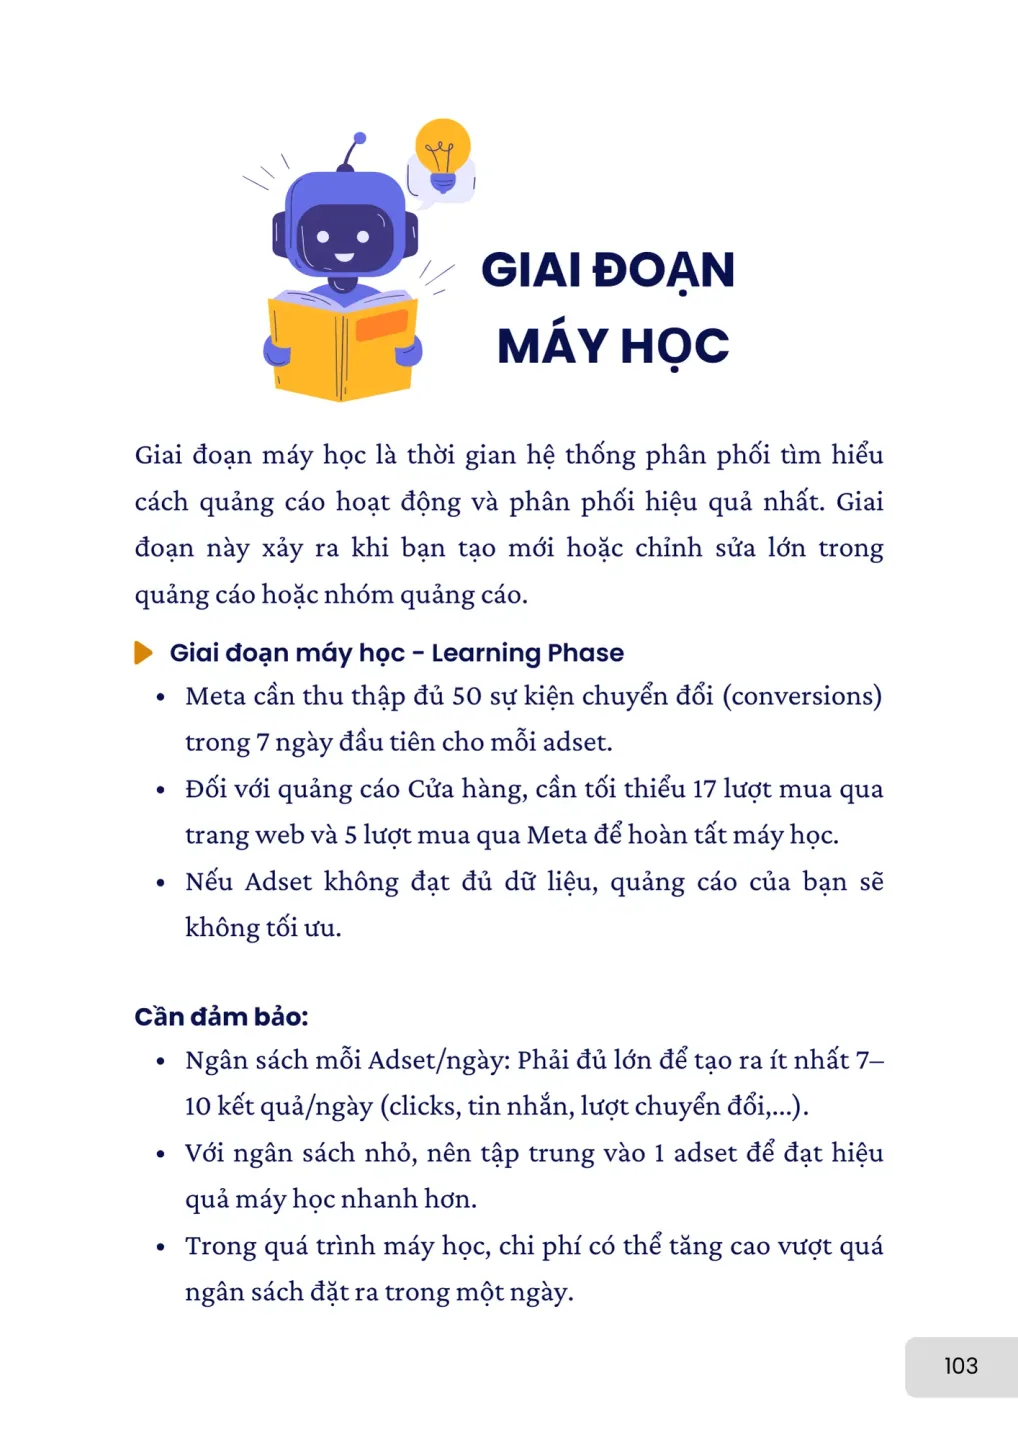 GIAI ĐOẠN
MÁY HỌC
Giai đoạn máy học là thời gian hệ thống phân phối tìm hiểu
cách quảng cáo hoạt động và phân phối hiệu quả nhất. Giai
đoạn này xảy ra khi bạn tạo mới hoặc chỉnh sửa lớn trong
quảng cáo hoặc nhóm quảng cáo.
Giai đoạn máy học - Learning Phase
• Meta cần thu thập đủ 50 sự kiện chuyển đổi (conversions)
trong 7 ngày đầu tiên cho mỗi adset.
• Đối với quảng cáo Cửa hàng, cần tối thiểu 17 lượt mua qua
trang web và 5 lượt mua qua Meta để hoàn tất máy học.
• Nếu Adset không đạt đủ dữ liệu, quảng cáo của bạn sẽ
không tối ưu.
Cần đảm bảo:
• Ngân sách mỗi Adset/ngày: Phải đủ lớn để tạo ra ít nhất 7–
10 kết quả/ngày (clicks, tin nhắn, lượt chuyển đổi,...).
• Với ngân sách nhỏ, nên tập trung vào 1 adset để đạt hiệu
quả máy học nhanh hơn.
• Trong quá trình máy học, chi phí có thể tăng cao vượt quá
ngân sách đặt ra trong một ngày.
103